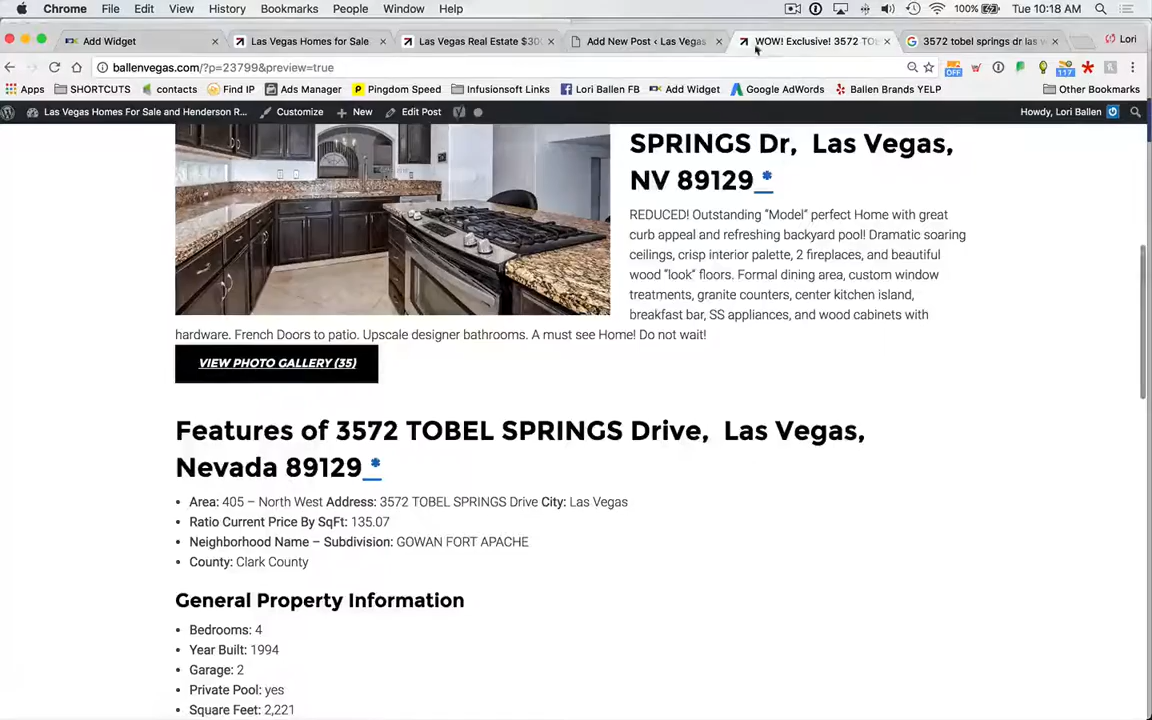 Chrome File Edit View History Bookmarks People Window Help 100% Tue 10:18 AM
Add Widget × Las Vegas Homes for Sale × Las Vegas Real Estate $30 × Add New Post ‹ Las Vegas × WOW! Exclusive! 3572 TO × 3572 tobel springs dr las v × Lori
ballenvegas.com/?p=23799&preview=true OFF 117
Apps SHORTCUTS contacts Find IP Ads Manager Pingdom Speed Infusionsoft Links Lori Ballen FB Add Widget Google AdWords Ballen Brands YELP Other Bookmarks
Las Vegas Homes For Sale and Henderson R... Customize New Edit Post Howdy, Lori Ballen
SPRINGS Dr, Las Vegas,
NV 89129 *
REDUCED! Outstanding "Model" perfect Home with great
curb appeal and refreshing backyard pool! Dramatic soaring
ceilings, crisp interior palette, 2 fireplaces, and beautiful
wood "look" floors. Formal dining area, custom window
treatments, granite counters, center kitchen island,
breakfast bar, SS appliances, and wood cabinets with
hardware. French Doors to patio. Upscale designer bathrooms. A must see Home! Do not wait!
VIEW PHOTO GALLERY (35)
Features of 3572 TOBEL SPRINGS Drive, Las Vegas,
Nevada 89129 *
• Area: 405 – North West Address: 3572 TOBEL SPRINGS Drive City: Las Vegas
• Ratio Current Price By SqFt: 135.07
• Neighborhood Name – Subdivision: GOWAN FORT APACHE
• County: Clark County
General Property Information
• Bedrooms: 4
• Year Built: 1994
• Garage: 2
• Private Pool: yes
• Square Feet: 2,221